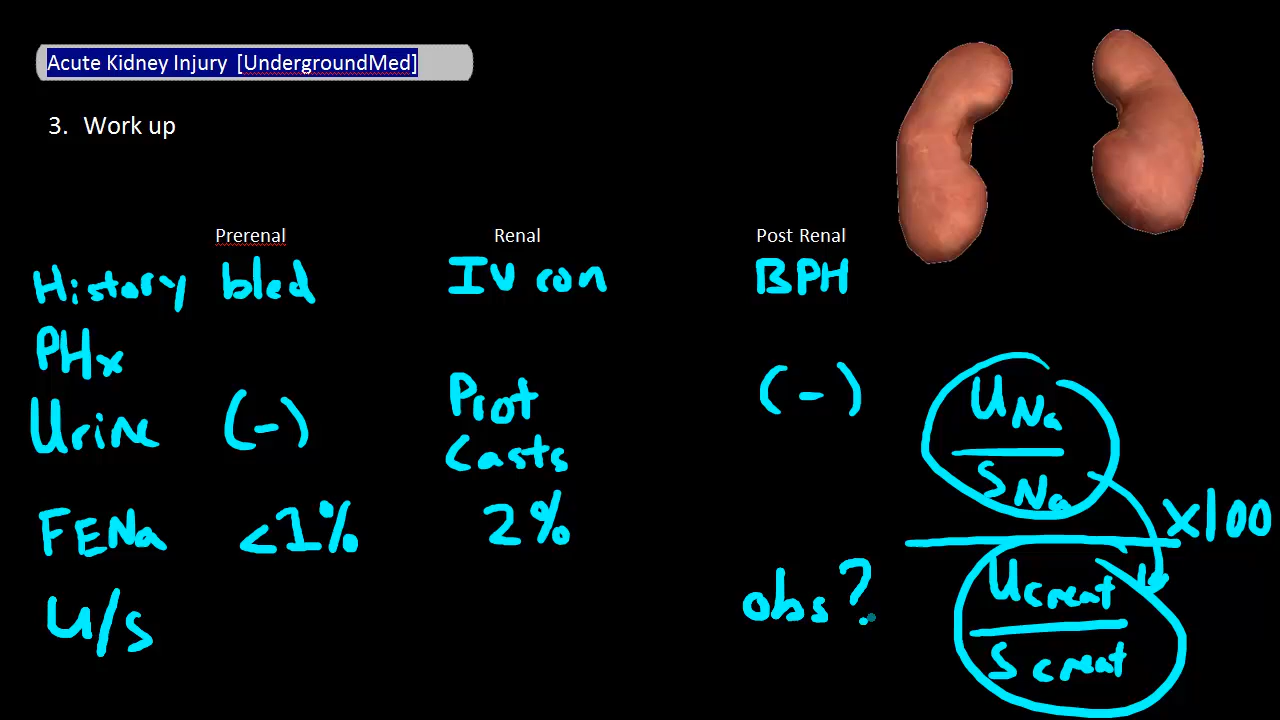 Acute Kidney Injury [UndergroundMed]
3. Work up
Prerenal Renal Post Renal
History bled IV con BPH
PHx
Urine (-) Prot (-)
Casts
FENa <1% 2%
U/S obs?
UNa
SNa
x100
Ucreat
Screat